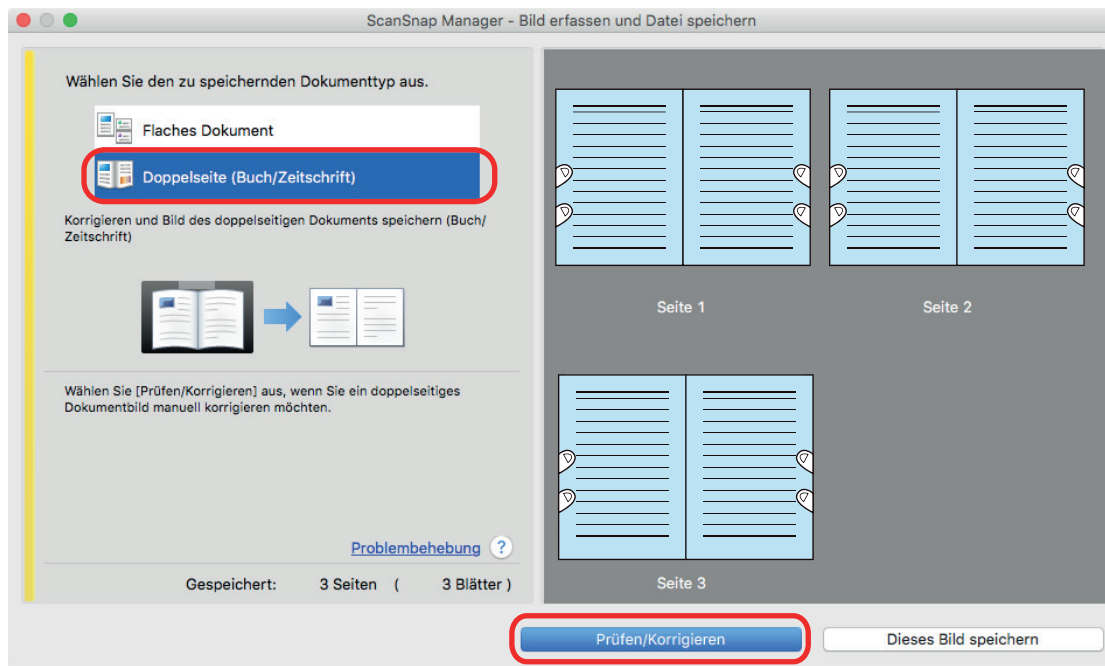 ScanSnap Manager - Bild erfassen und Datei speichern
Wählen Sie den zu speichernden Dokumenttyp aus.
Flaches Dokument
Doppelseite (Buch/Zeitschrift)
Korrigieren und Bild des doppelseitigen Dokuments speichern (Buch/
Zeitschrift)
Wählen Sie [Prüfen/Korrigieren] aus, wenn Sie ein doppelseitiges
Dokumentbild manuell korrigieren möchten.
Problembehebung ?
Gespeichert: 3 Seiten ( 3 Blätter )
Seite 1
Seite 2
Seite 3
Prüfen/Korrigieren
Dieses Bild speichern